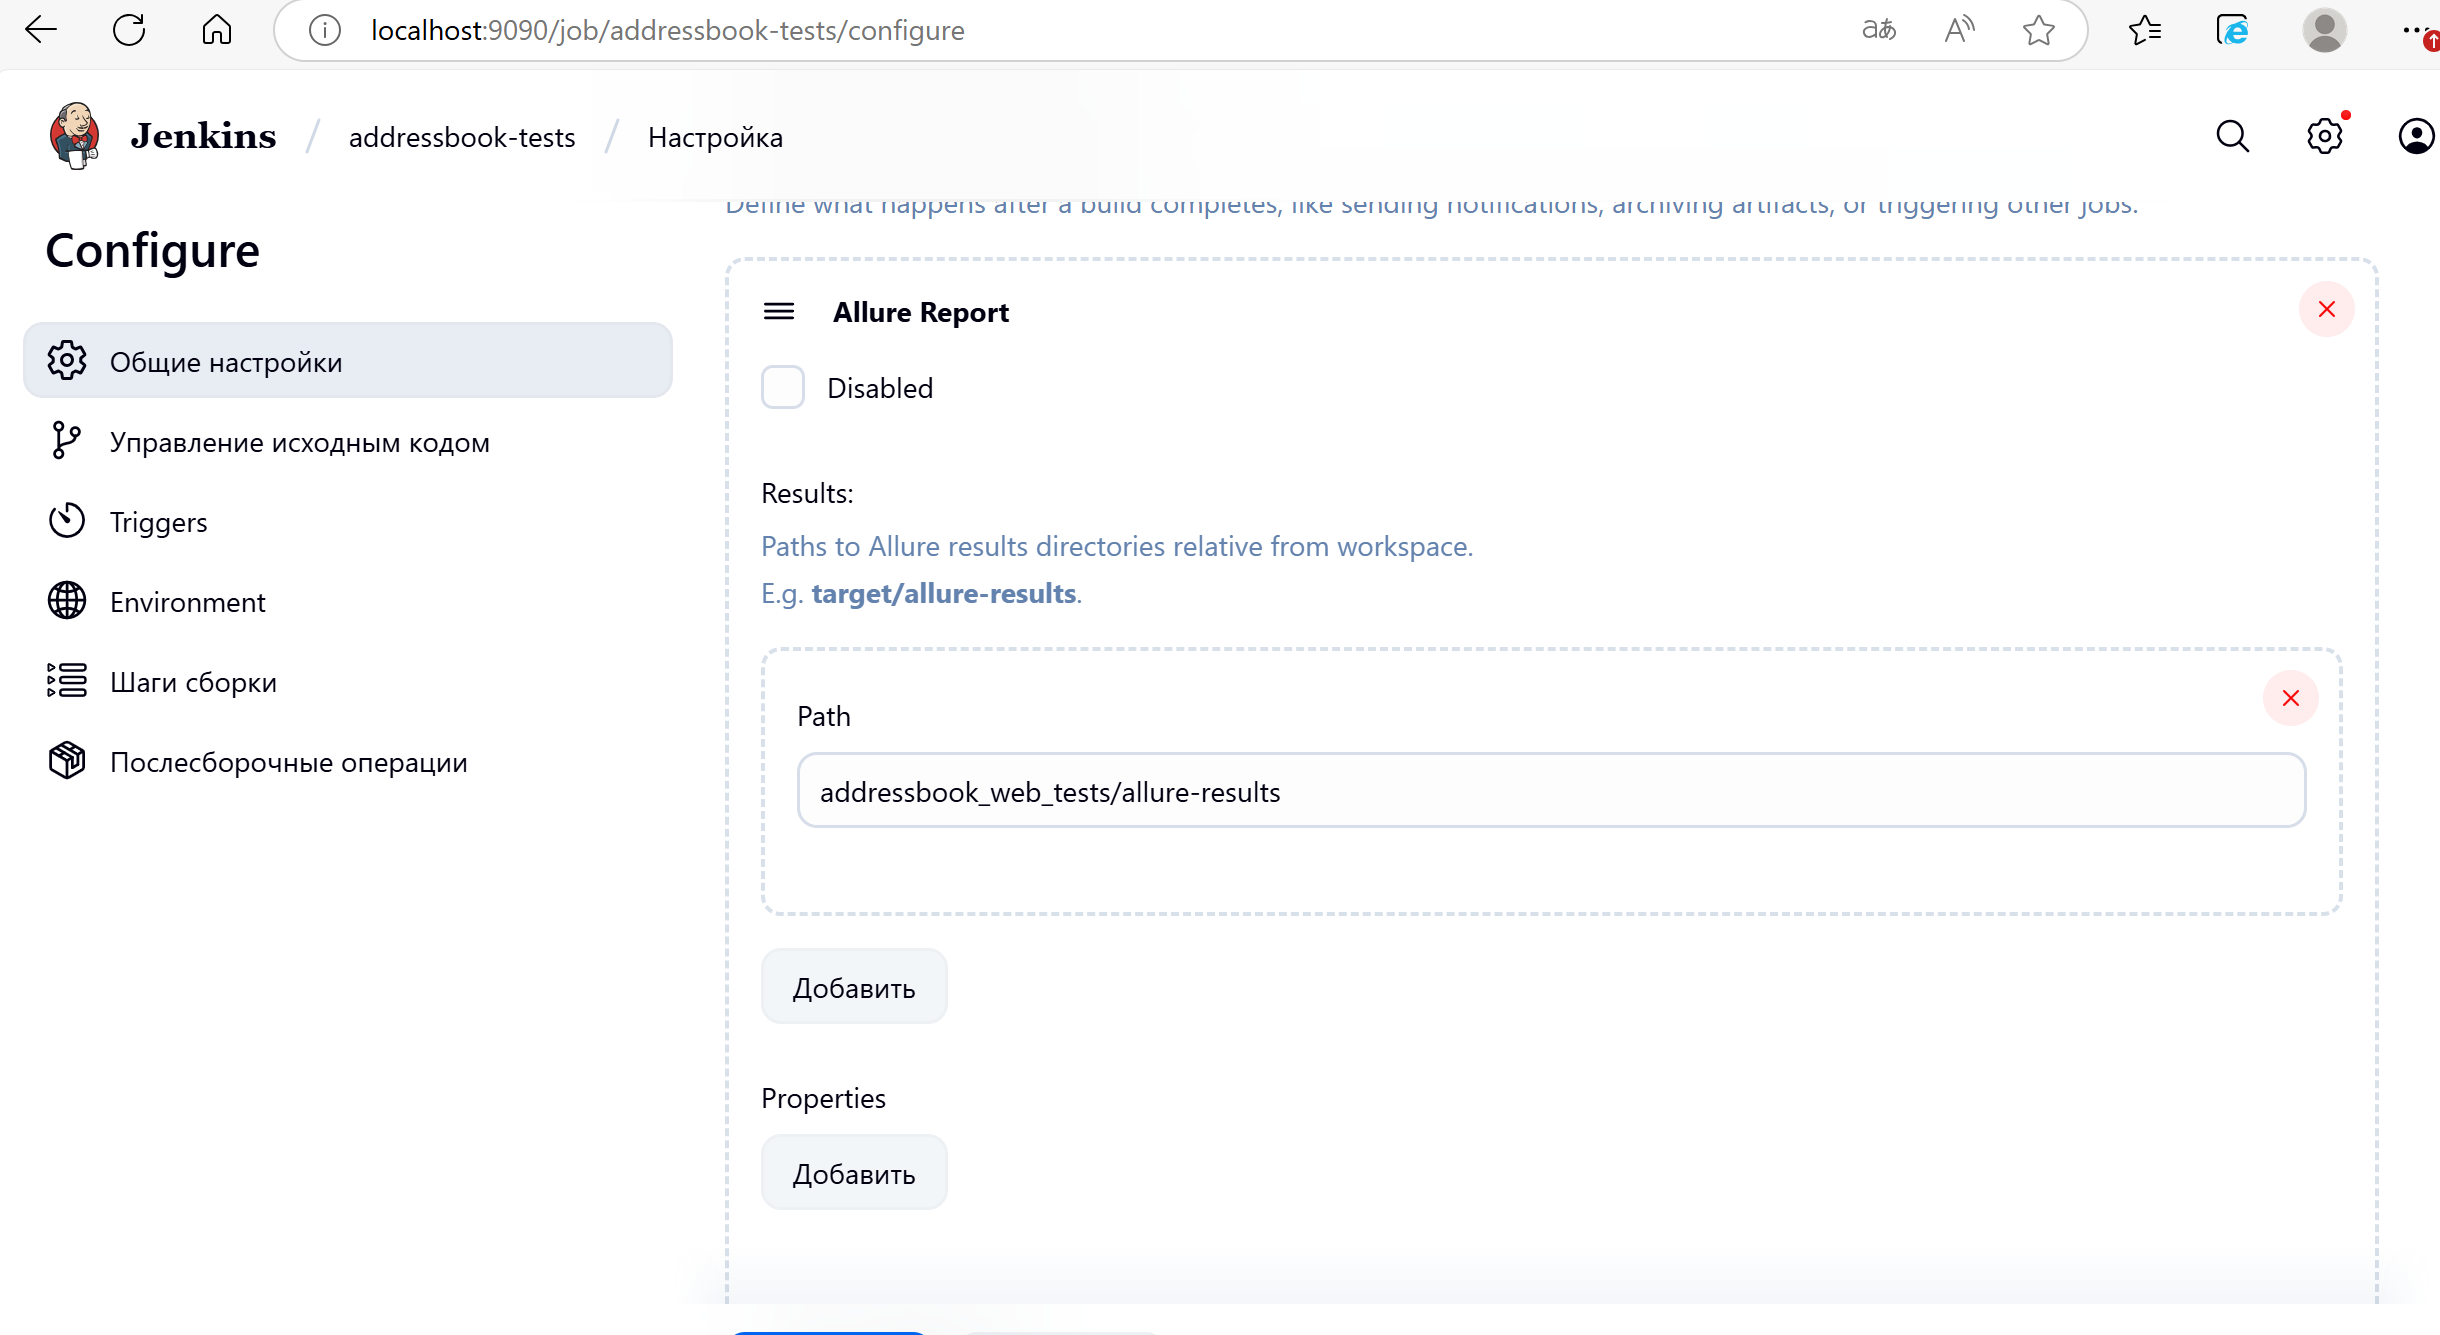 localhost:9090/job/addressbook-tests/configure
Jenkins / addressbook-tests / Настройка
Define what happens after a build completes, like sending notifications, archiving artifacts, or triggering other jobs.
Configure
Общие настройки
Управление исходным кодом
Triggers
Environment
Шаги сборки
Послесборочные операции
Allure Report
Disabled
Results:
Paths to Allure results directories relative from workspace.
E.g. target/allure-results.
Path
addressbook_web_tests/allure-results
Добавить
Properties
Добавить